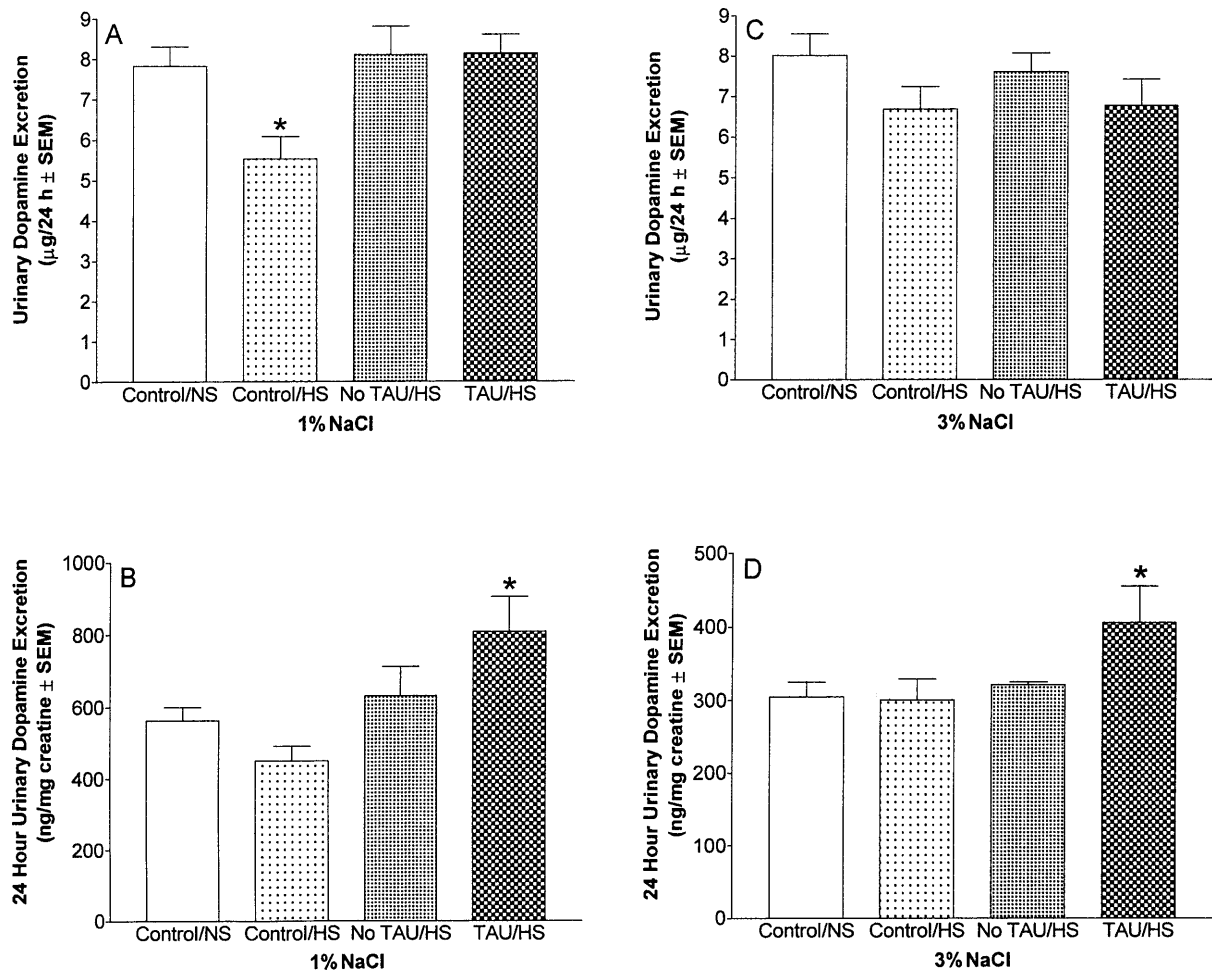 A
Urinary Dopamine Excretion
(μg/24 h ± SEM)
9
8
7
6
5
4
3
2
1
0
*
Control/NS Control/HS No TAU/HS TAU/HS
1% NaCl
C
Urinary Dopamine Excretion
(μg/24 h ± SEM)
9
8
7
6
5
4
3
2
1
0
Control/NS Control/HS No TAU/HS TAU/HS
3% NaCl
B
24 Hour Urinary Dopamine Excretion
(ng/mg creatine ± SEM)
1000
800
600
400
200
0
*
Control/NS Control/HS No TAU/HS TAU/HS
1% NaCl
D
24 Hour Urinary Dopamine Excretion
(ng/mg creatine ± SEM)
500
400
300
200
100
0
*
Control/NS Control/HS No TAU/HS TAU/HS
3% NaCl